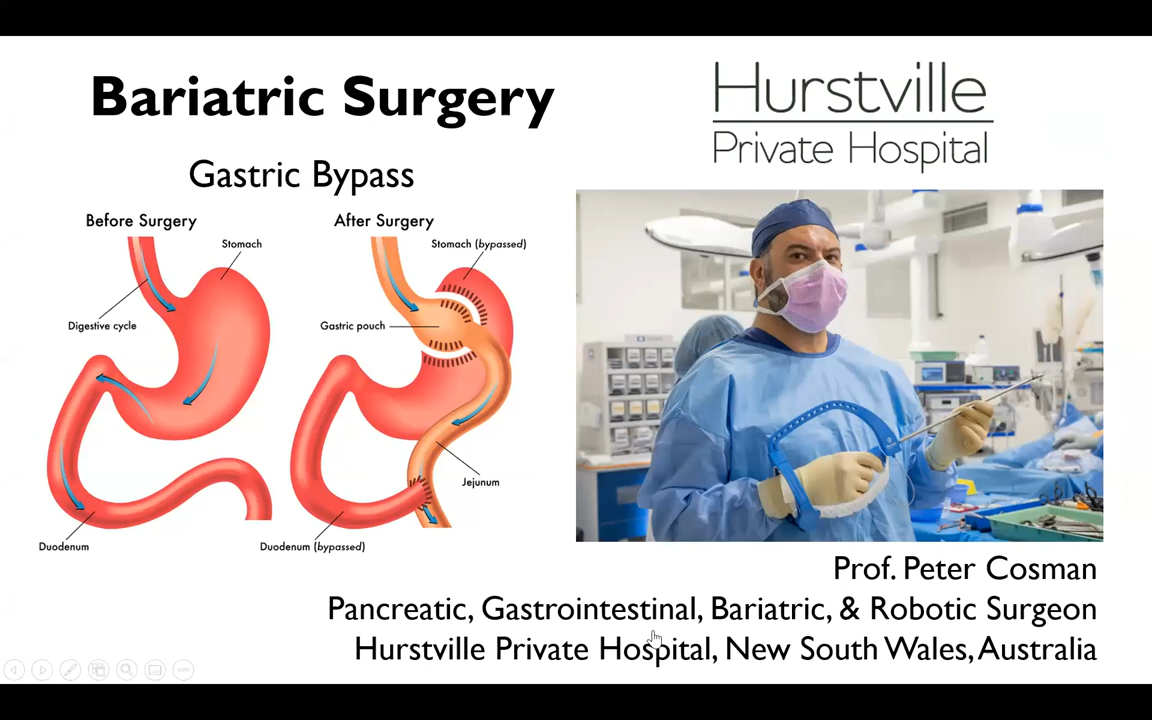 Bariatric Surgery
Hurstville
Private Hospital
Gastric Bypass
Before Surgery
After Surgery
Stomach
Stomach (bypassed)
Digestive cycle
Gastric pouch
Jejunum
Duodenum
Duodenum (bypassed)
Prof. Peter Cosman
Pancreatic, Gastrointestinal, Bariatric, & Robotic Surgeon
Hurstville Private Hospital, New South Wales, Australia